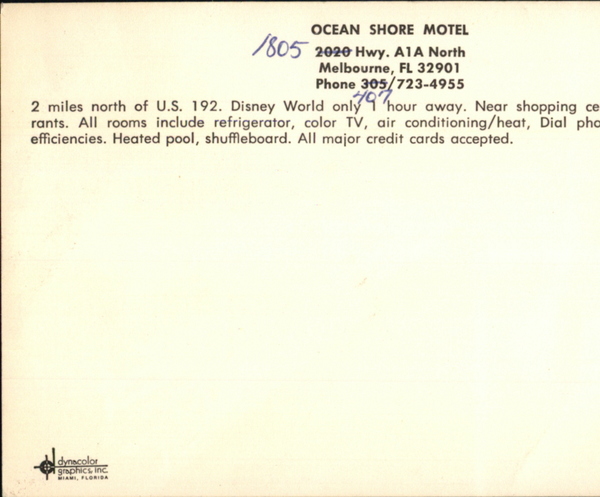 OCEAN SHORE MOTEL
1805 2020 Hwy. A1A North
Melbourne, FL 32901
Phone 305/723-4955
407
2 miles north of U.S. 192. Disney World only 1 hour away. Near shopping ce
rants. All rooms include refrigerator, color TV, air conditioning/heat, Dial pho
efficiencies. Heated pool, shuffleboard. All major credit cards accepted.
dynacolor
graphics, inc.
MIAMI, FLORIDA